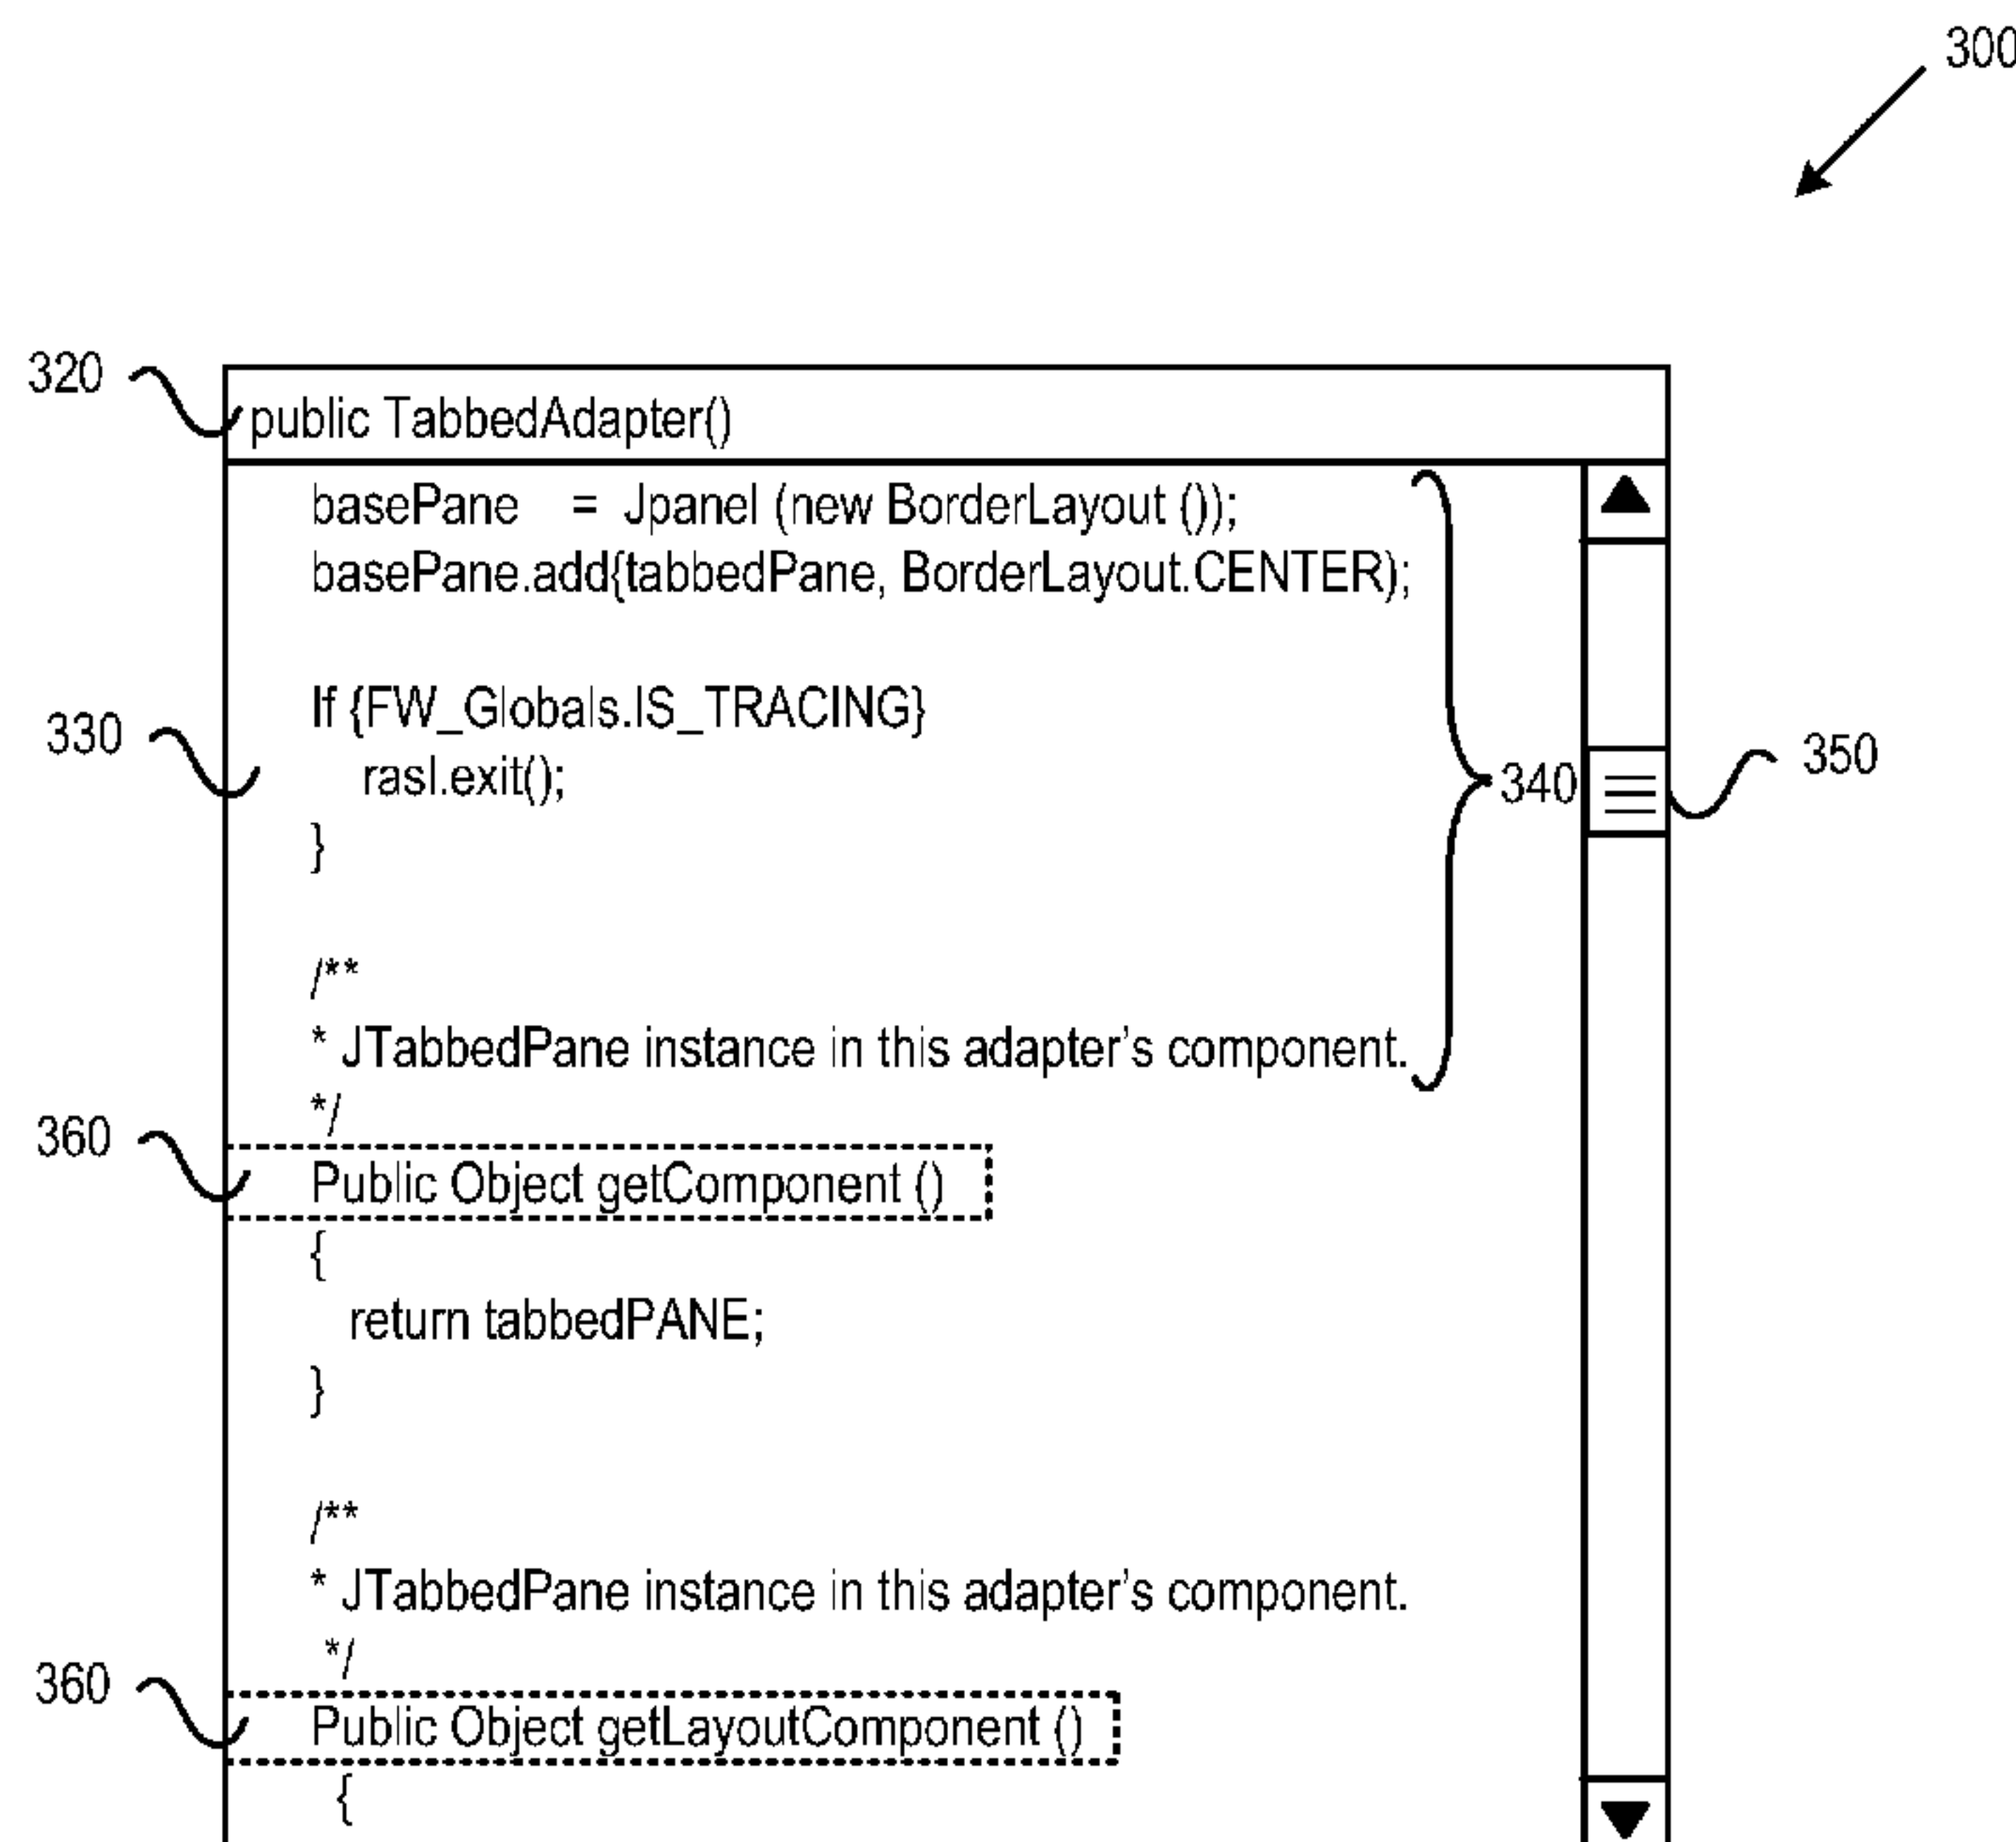 300
320
public TabbedAdapter()
basePane = Jpanel (new BorderLayout ());
basePane.add{tabbedPane, BorderLayout.CENTER);
If {FW_Globals.IS_TRACING}
330
rasl.exit();
340
350
}
/**
* JTabbedPane instance in this adapter's component.
*/
360
Public Object getComponent ()
{
return tabbedPANE;
}
/**
* JTabbedPane instance in this adapter's component.
*/
360
Public Object getLayoutComponent ()
{